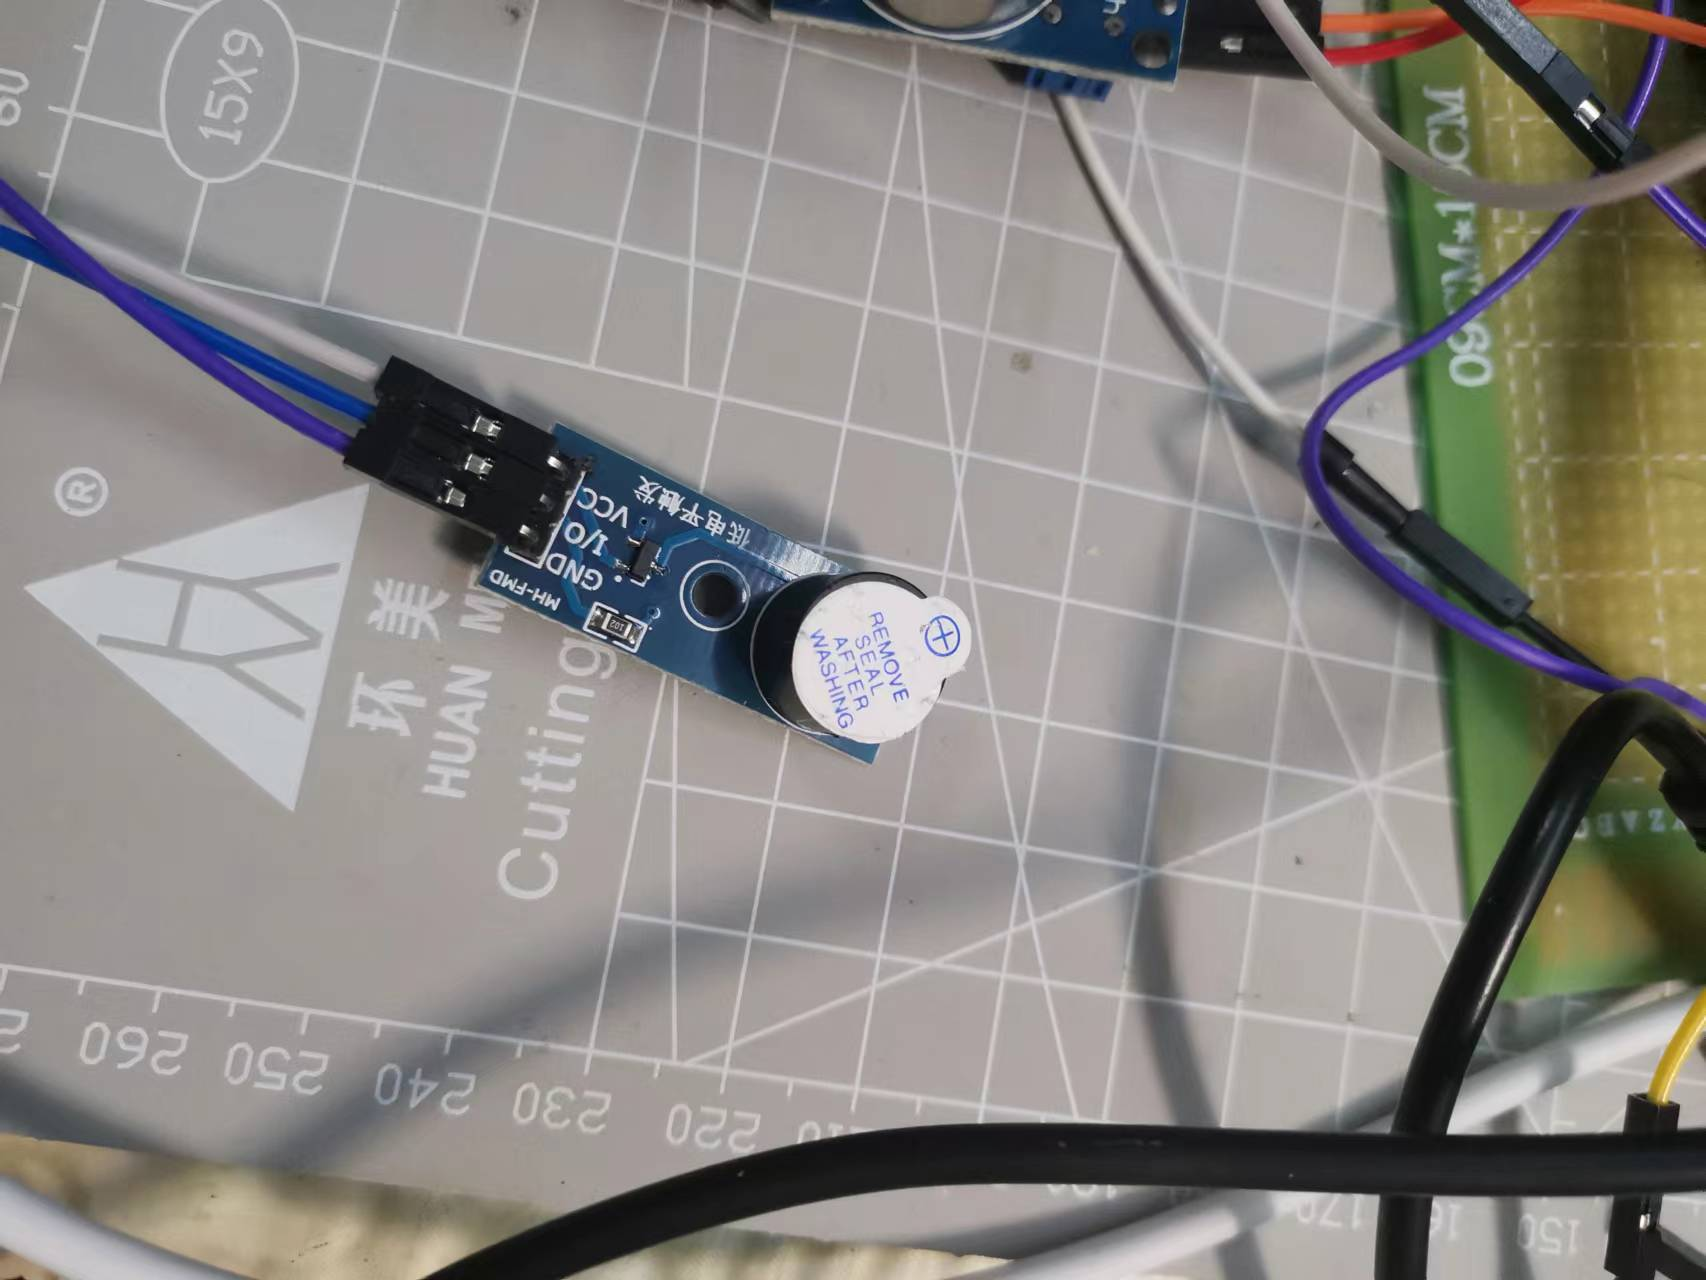 15X9
®
环美
HUAN M
Cutting
低电平触发
VCC
I/O
GND
MH-FMD
102
REMOVE
SEAL
AFTER
WASHING
260
250
240
230
220
210
170
150